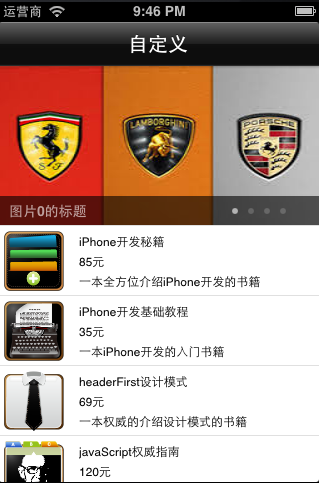 运营商 9:46 PM
自定义
S F
LAMBORGHINI
PORSCHE
图片0的标题
iPhone开发秘籍
85元
一本全方位介绍iPhone开发的书籍
iPhone开发基础教程
35元
一本iPhone开发的入门书籍
headerFirst设计模式
69元
一本权威的介绍设计模式的书籍
javaScript权威指南
120元